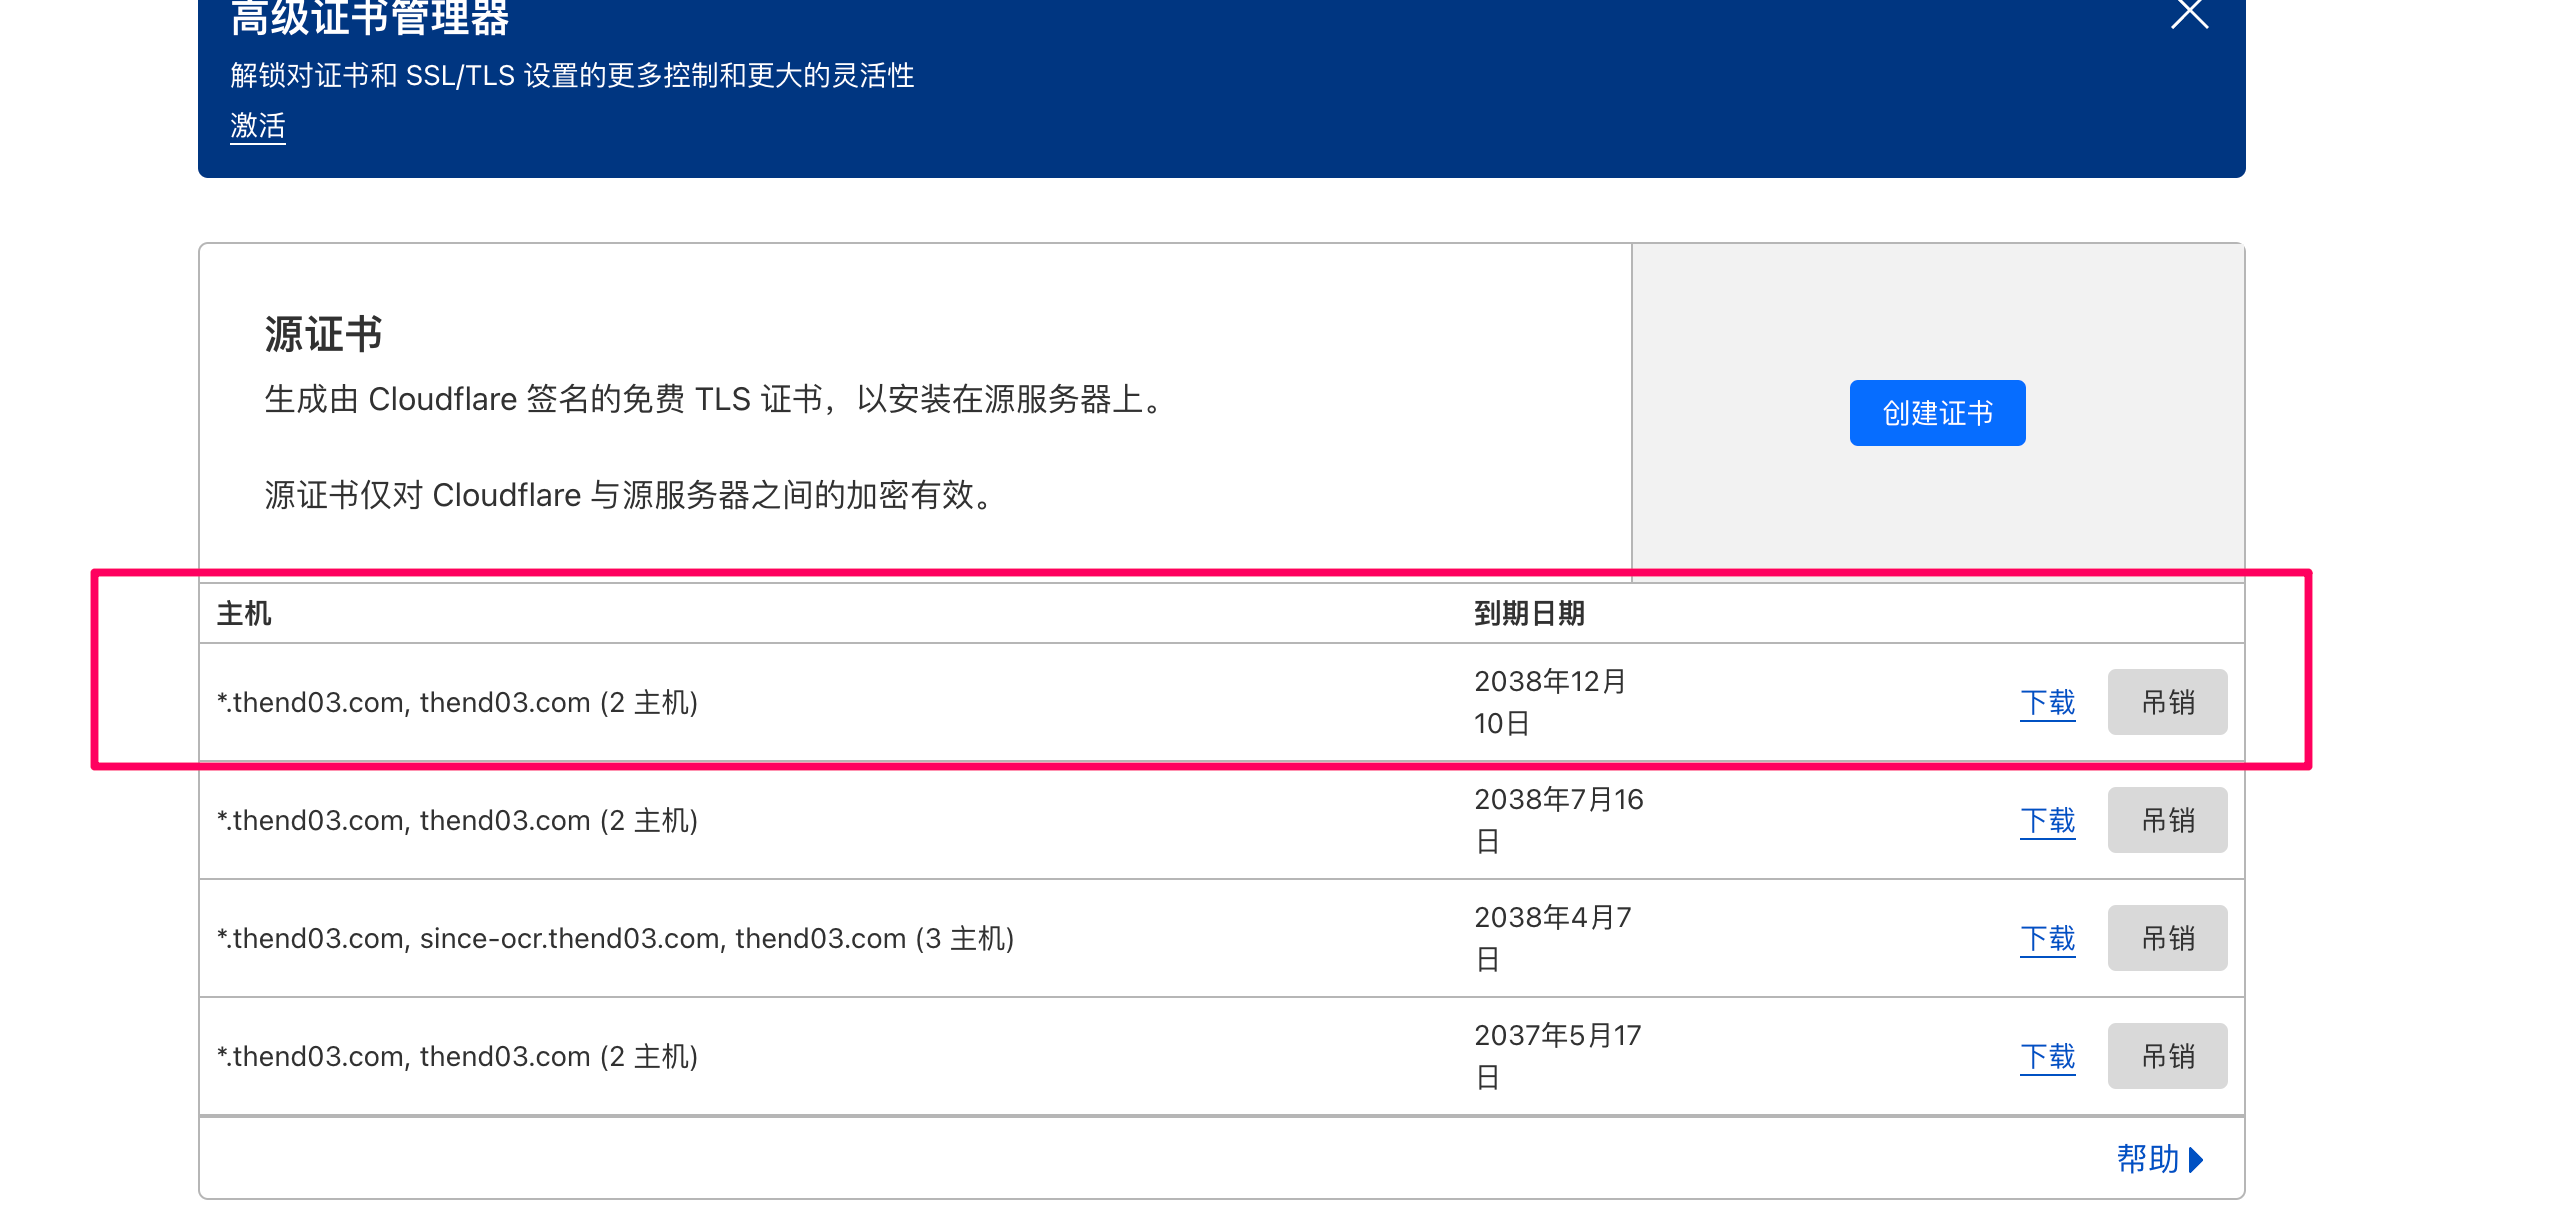 高级证书管理器
解锁对证书和 SSL/TLS 设置的更多控制和更大的灵活性
激活
源证书
生成由 Cloudflare 签名的免费 TLS 证书，以安装在源服务器上。
源证书仅对 Cloudflare 与源服务器之间的加密有效。
创建证书
主机 到期日期
*.thend03.com, thend03.com (2 主机) 2038年12月
10日 下载 吊销
*.thend03.com, thend03.com (2 主机) 2038年7月16
日 下载 吊销
*.thend03.com, since-ocr.thend03.com, thend03.com (3 主机) 2038年4月7
日 下载 吊销
*.thend03.com, thend03.com (2 主机) 2037年5月17
日 下载 吊销
帮助